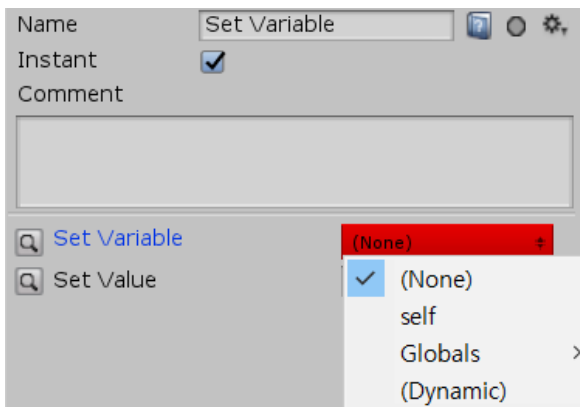 Name Set Variable
Instant
Comment
Set Variable (None)
Set Value
(None)
self
Globals
(Dynamic)